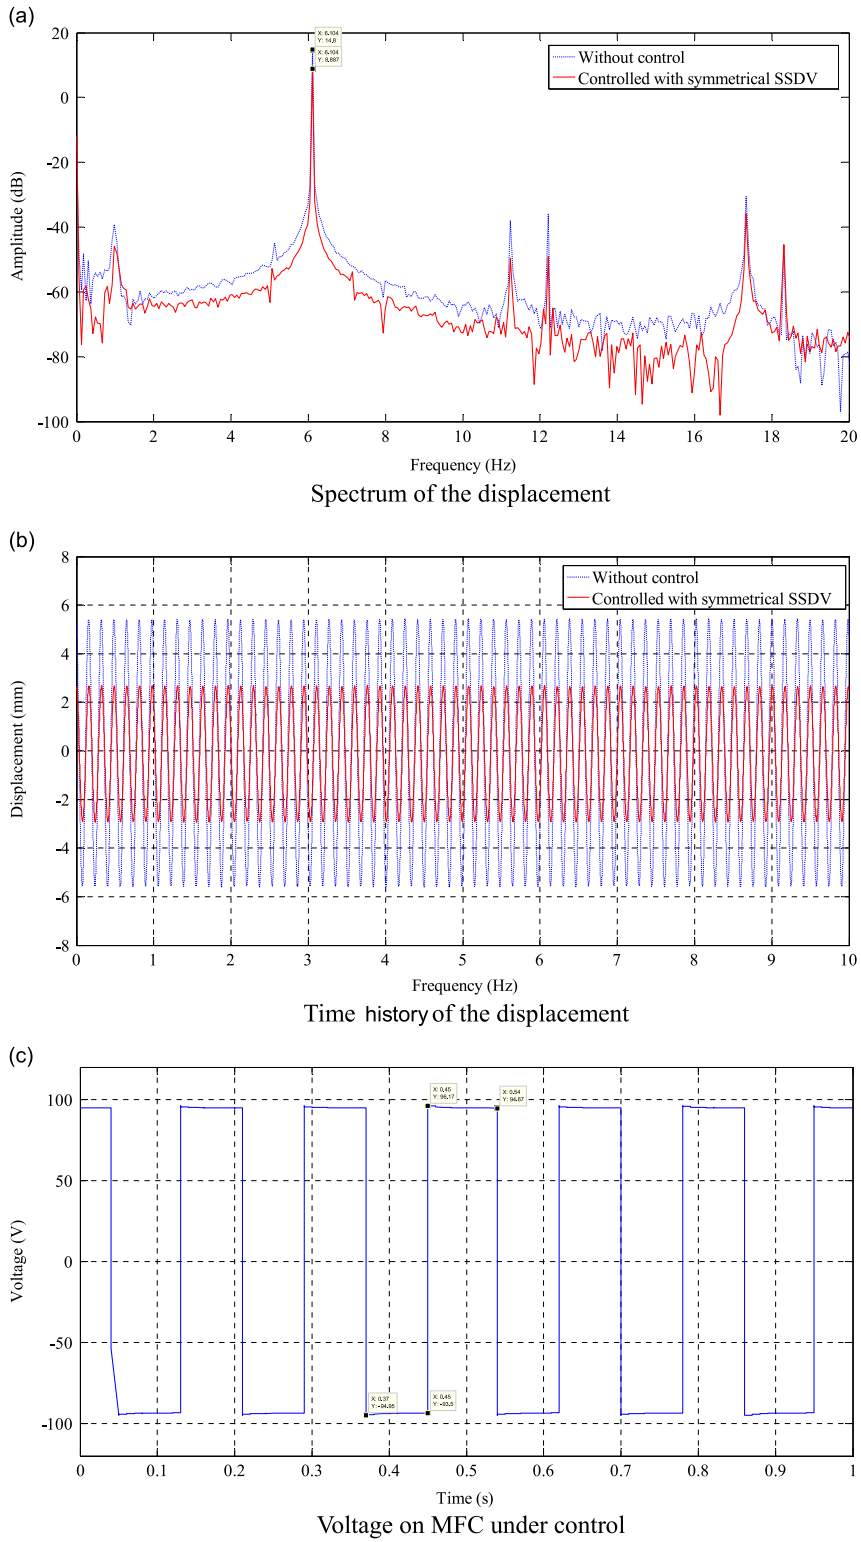 (a)
20
0
-20
-40
-60
-80
-100
Amplitude (dB)
X: 6.104
Y: 14.8
X: 6.104
Y: 8.887
Without control
Controlled with symmetrical SSDV
0 2 4 6 8 10 12 14 16 18 20
Frequency (Hz)
Spectrum of the displacement
(b)
8
6
4
2
0
-2
-4
-6
-8
Displacement (mm)
Without control
Controlled with symmetrical SSDV
0 1 2 3 4 5 6 7 8 9 10
Frequency (Hz)
Time history of the displacement
(c)
100
50
0
-50
-100
Voltage (V)
X: 0.45
Y: 96.17
X: 0.54
Y: 94.67
X: 0.37
Y: -94.95
X: 0.45
Y: -93.5
0 0.1 0.2 0.3 0.4 0.5 0.6 0.7 0.8 0.9 1
Time (s)
Voltage on MFC under control